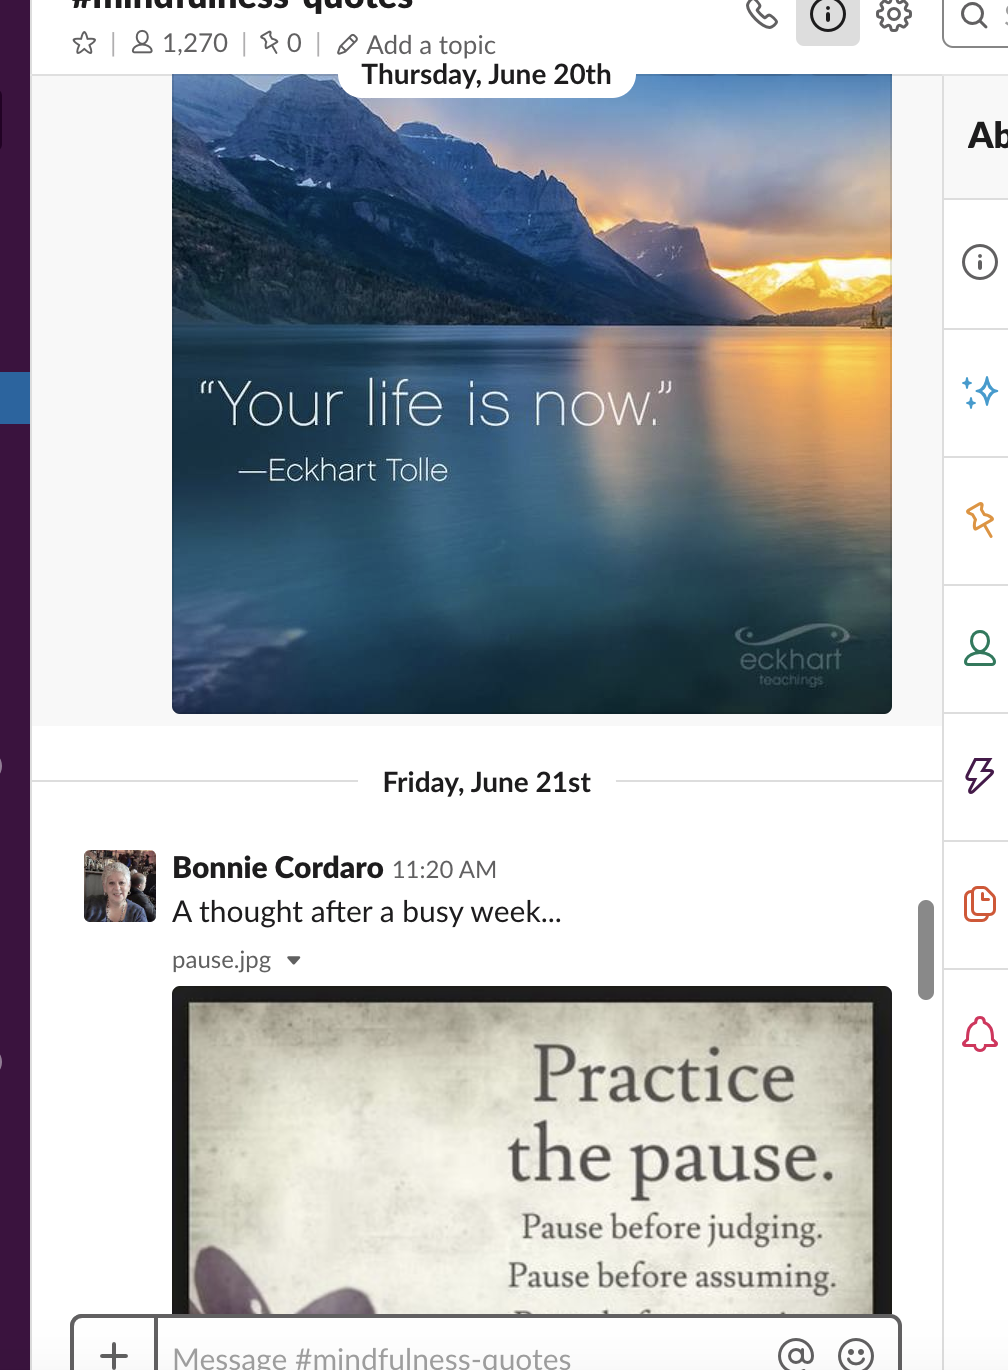 #mindfulness-quotes
1,270
0
Add a topic
Thursday, June 20th
“Your life is now.”
—Eckhart Tolle
eckhart
teachings
Friday, June 21st
Bonnie Cordaro 11:20 AM
A thought after a busy week...
pause.jpg
Practice
the pause.
Pause before judging.
Pause before assuming.
Message #mindfulness-quotes
Ab